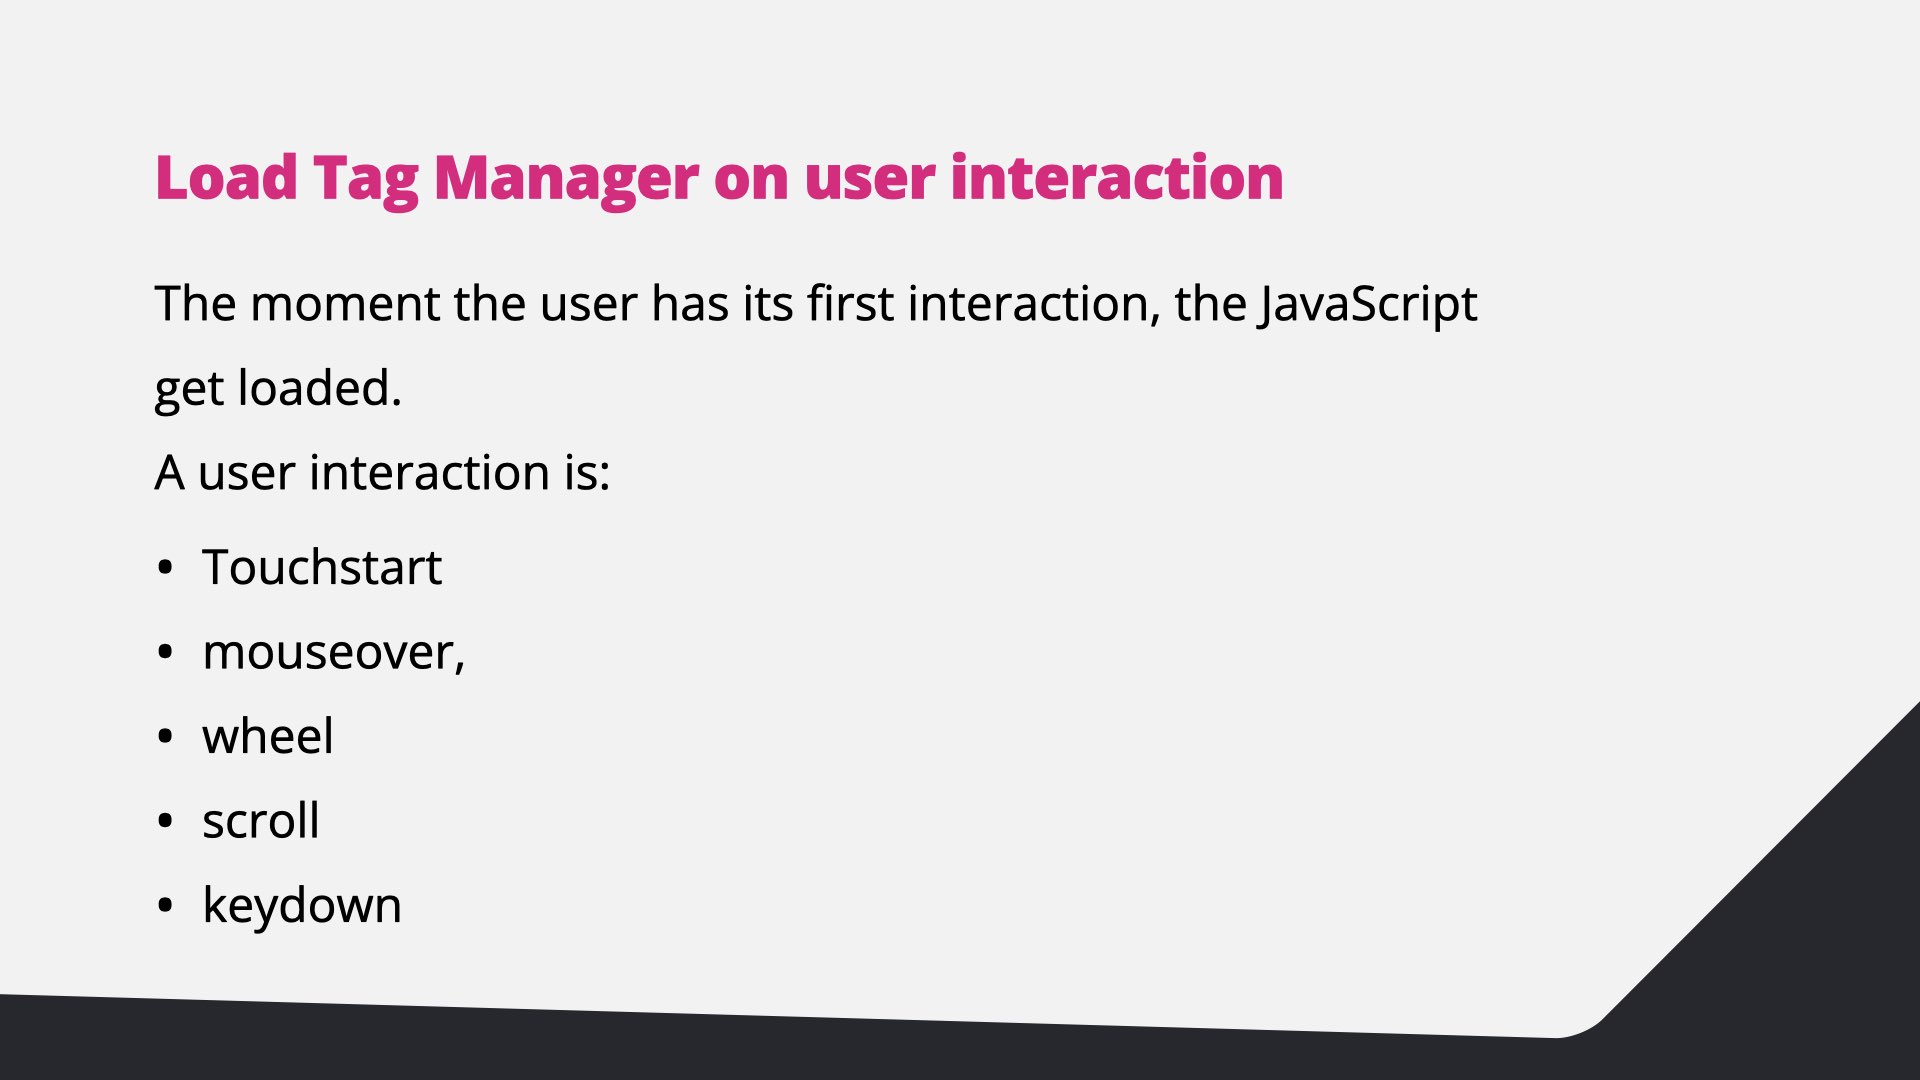 Load Tag Manager on user interaction
The moment the user has its first interaction, the JavaScript
get loaded.
A user interaction is:
• Touchstart
• mouseover,
• wheel
• scroll
• keydown